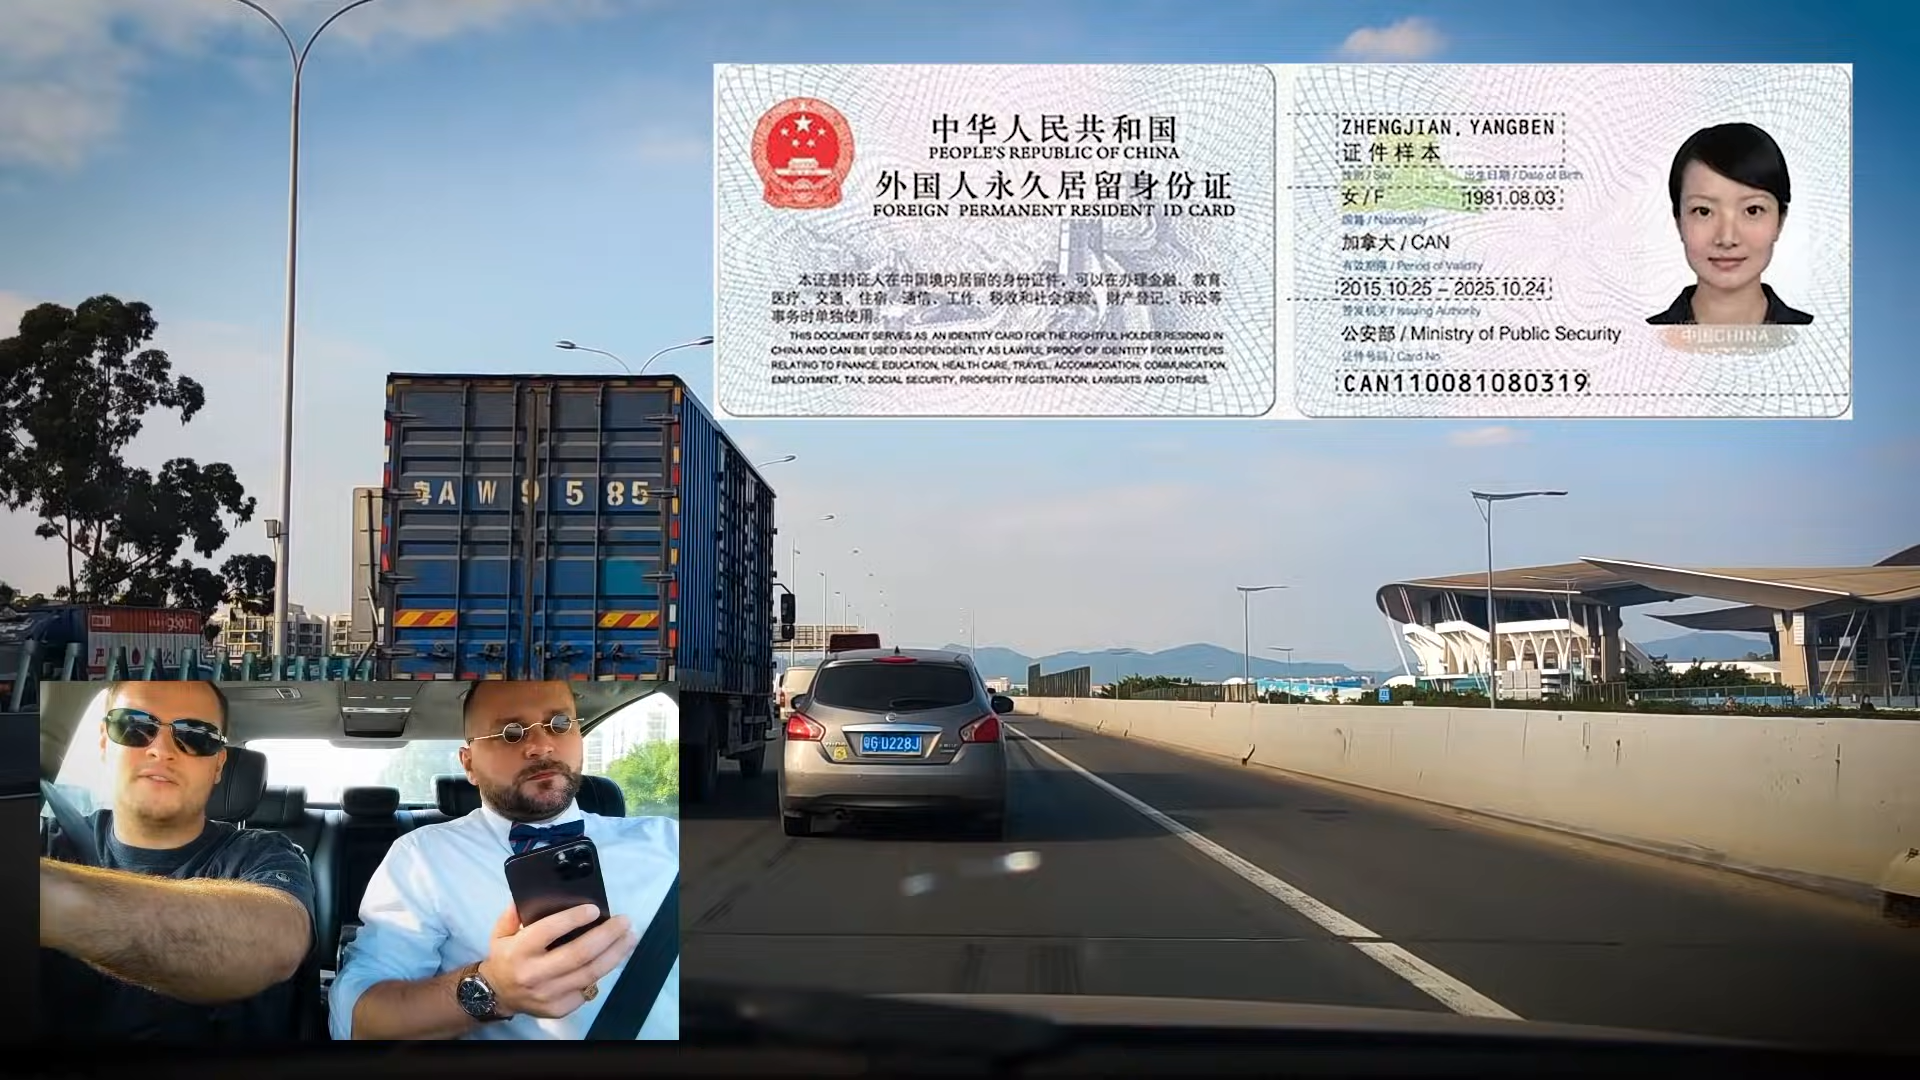 中华人民共和国
PEOPLE'S REPUBLIC OF CHINA
外国人永久居留身份证
FOREIGN PERMANENT RESIDENT ID CARD
本证是持证人在中国境内居留的身份证件，可以在办理金融、教育、
医疗、交通、住宿、通信、工作、税收和社会保险、财产登记、诉讼等
事务时单独使用。
THIS DOCUMENT SERVES AS AN IDENTITY CARD FOR THE RIGHTFUL HOLDER RESIDING IN
CHINA AND CAN BE USED INDEPENDENTLY AS LAWFUL PROOF OF IDENTITY FOR MATTERS
RELATING TO FINANCE, EDUCATION, HEALTH CARE, TRAVEL, ACCOMMODATION, COMMUNICATION,
EMPLOYMENT, TAX, SOCIAL SECURITY, PROPERTY REGISTRATION, LAWSUITS AND OTHERS.
ZHENGJIAN, YANGBEN
证件样本
性别 / Sex 出生日期 / Date of Birth
女 / F 1981.08.03
国籍 / Nationality
加拿大 / CAN
有效期限 / Period of Validity
2015.10.25 – 2025.10.24
签发机关 / Issuing Authority
公安部 / Ministry of Public Security
证件号码 / Card No.
CAN110081080319
中国CHINA
粤A W 9 5 85
G·D228J